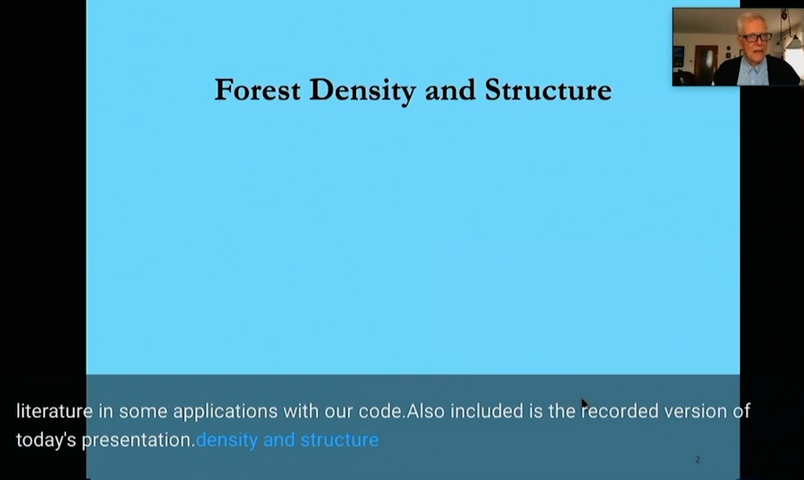 Forest Density and Structure
literature in some applications with our code.Also included is the recorded version of
today's presentation.density and structure
2